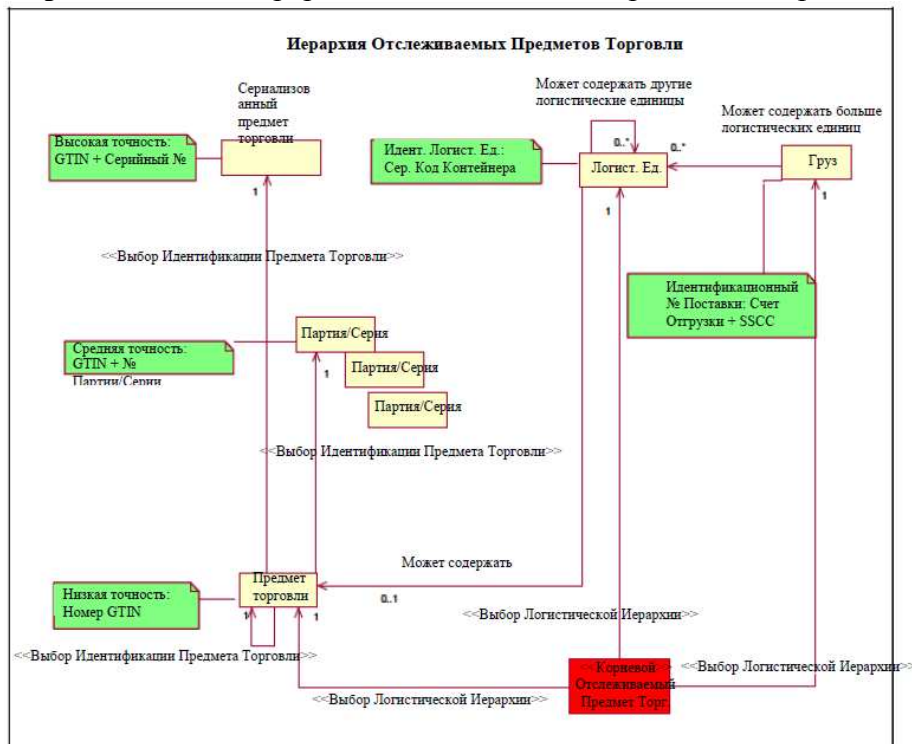 Иерархия Отслеживаемых Предметов Торговли
Сериализов
анный
предмет
торговли
Может содержать другие
логистические единицы
Может содержать больше
логистических единиц
Высокая точность:
GTIN + Серийный №
Идент. Логист. Ед.:
Сер. Код Контейнера
0..*
0..*
Логист. Ед.
Груз
1
1
1
<<Выбор Идентификации Предмета Торговли>>
Идентификационный
№ Поставки: Счет
Отгрузки + SSCC
Средняя точность:
GTIN + №
Партии/Серии
Партия/Серия
1
Партия/Серия
Партия/Серия
<<Выбор Идентификации Предмета Торговли>>
Может содержать
0..1
Низкая точность:
Номер GTIN
Предмет
торговли
1
1
<<Выбор Логистической Иерархии>>
<<Выбор Идентификации Предмета Торговли>>
<<Корневой>>
Отслеживаемый
Предмет Торг.
<<Выбор Логистической Иерархии>>
<<Выбор Логистической Иерархии>>